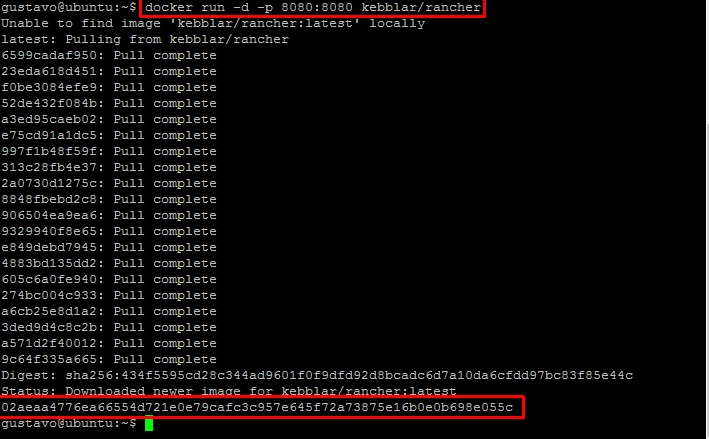 gustavo@ubuntu:~$ docker run -d -p 8080:8080 kebblar/rancher
Unable to find image 'kebblar/rancher:latest' locally
latest: Pulling from kebblar/rancher
6599cadaf950: Pull complete
23eda618d451: Pull complete
f0be3084efe9: Pull complete
52de432f084b: Pull complete
a3ed95caeb02: Pull complete
e75cd91a1dc5: Pull complete
997f1b48f59f: Pull complete
313c28fb4e37: Pull complete
2a0730d1275c: Pull complete
8848fbebd2c8: Pull complete
906504ea9ea6: Pull complete
9329940f8e65: Pull complete
e849debd7945: Pull complete
4883bd135dd2: Pull complete
605c6a0fe940: Pull complete
274bc004c933: Pull complete
a6cb25e8d1a2: Pull complete
3ded9d4c8c2b: Pull complete
a571d2f40012: Pull complete
9c64f335a665: Pull complete
Digest: sha256:434f5595cd28c344ad9601f0f9dfd92d8bcadc6d7a10da6cfdd97bc83f85e44c
Status: Downloaded newer image for kebblar/rancher:latest
02aeaa4776ea66554d721e0e79cafc3c957e645f72a73875e16b0e0b698e055c
gustavo@ubuntu:~$